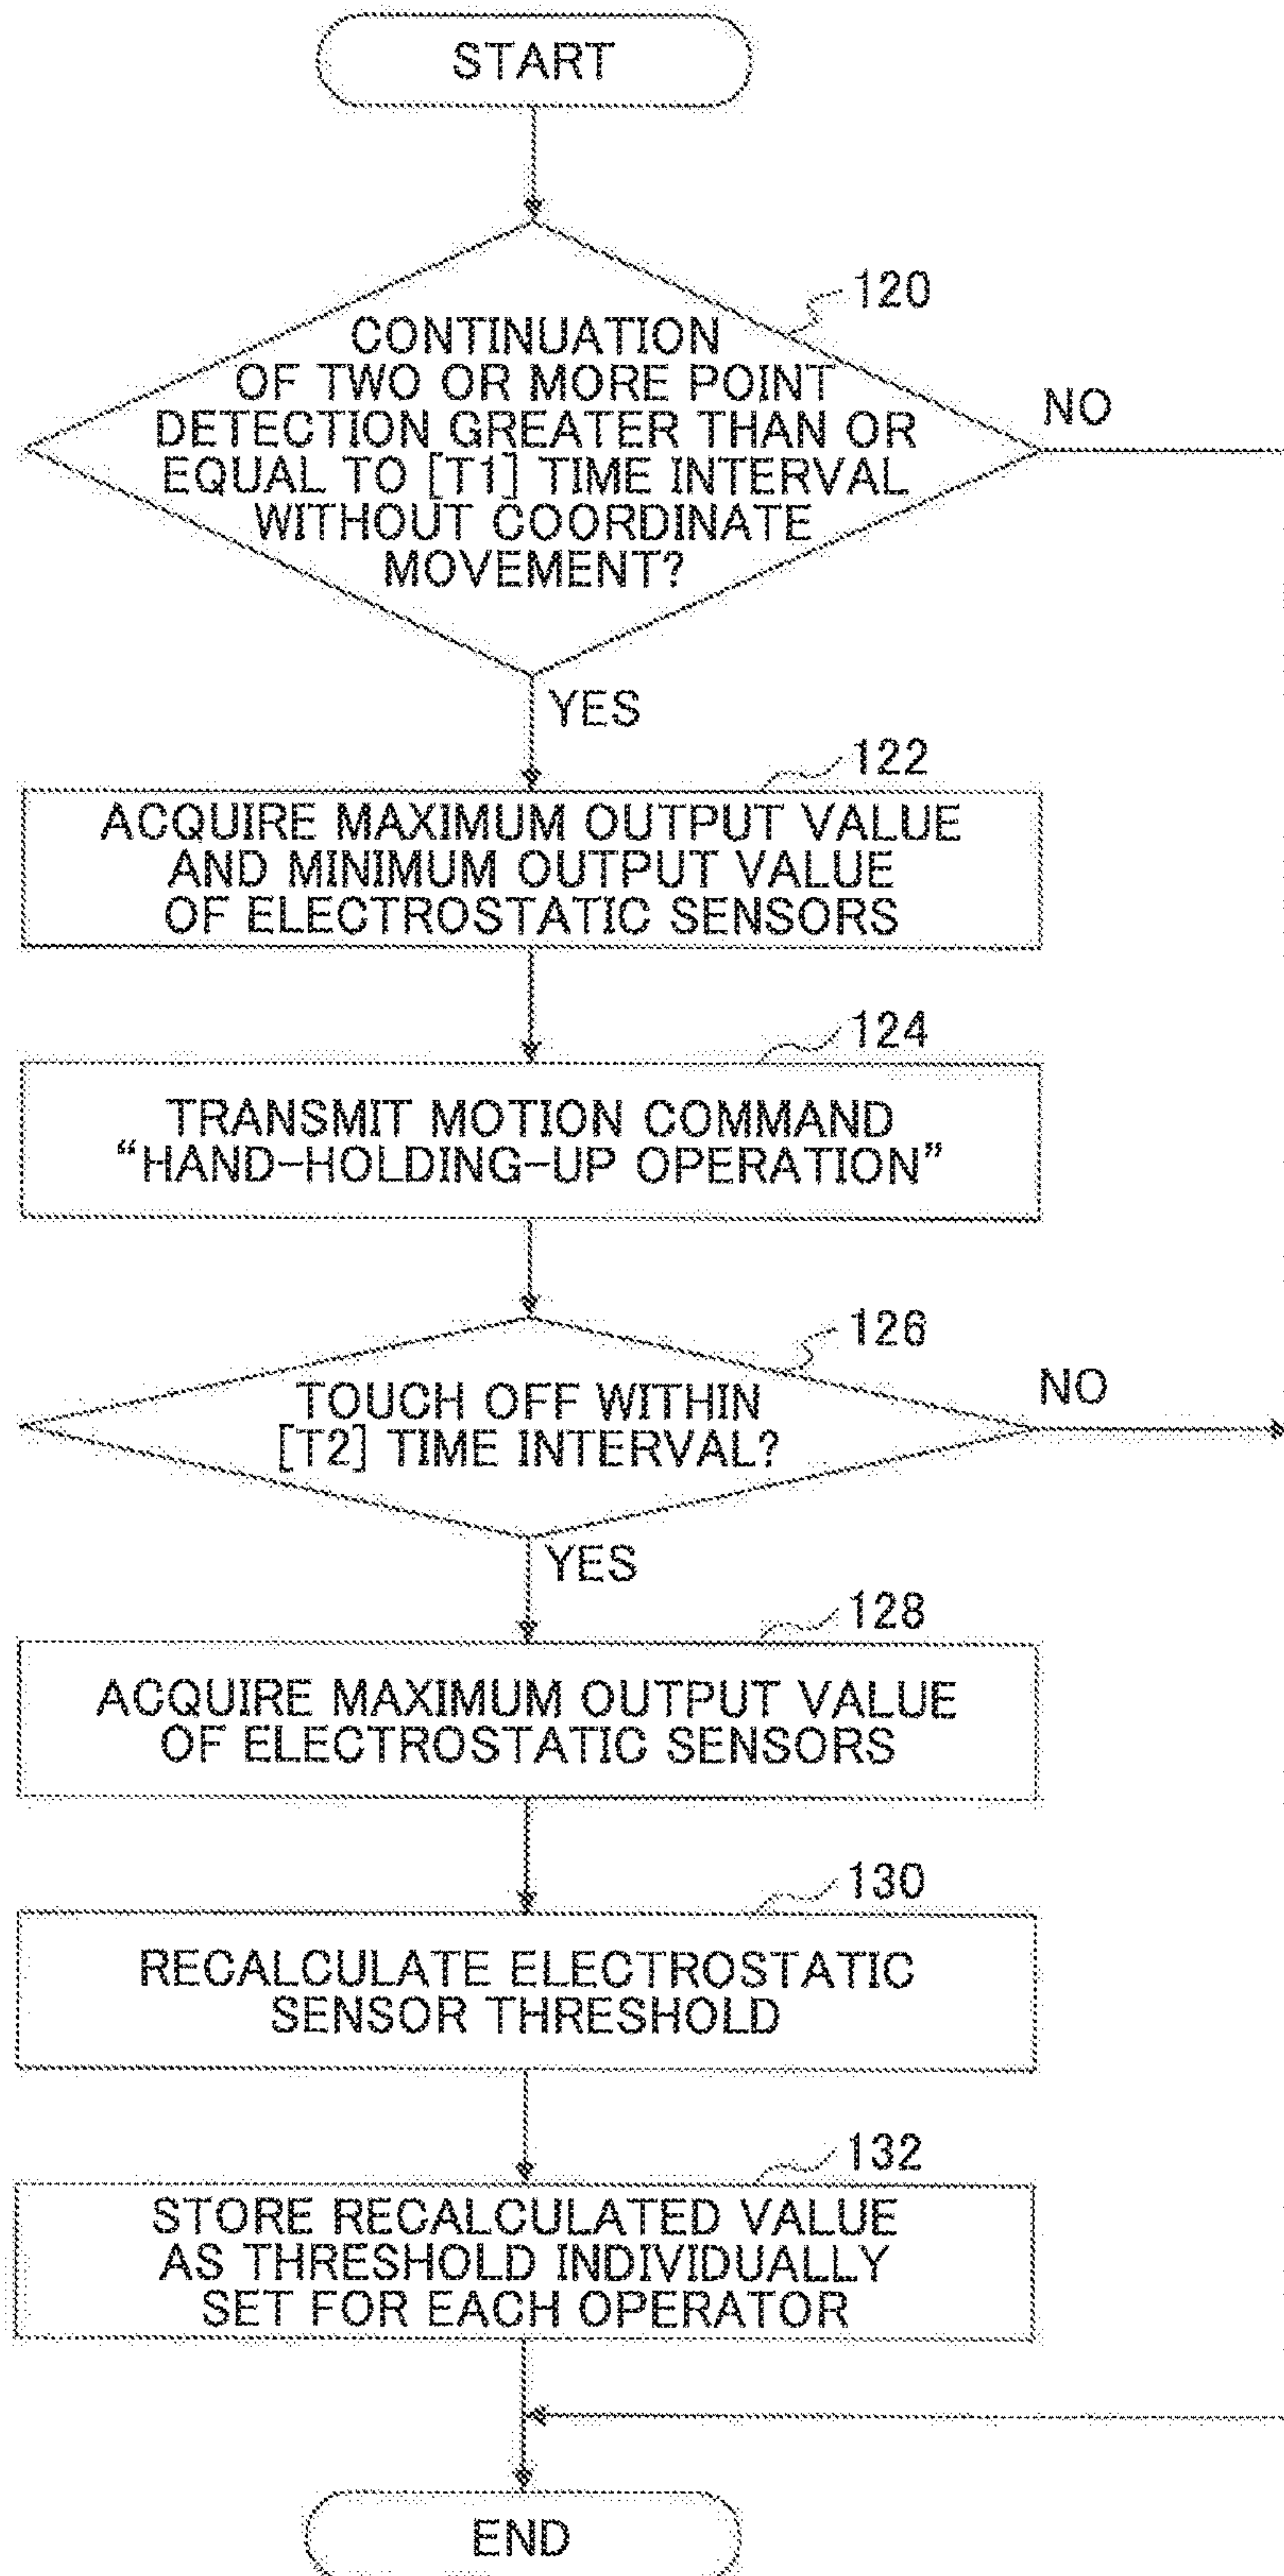 START
120
CONTINUATION
OF TWO OR MORE POINT
DETECTION GREATER THAN OR
EQUAL TO [T1] TIME INTERVAL
WITHOUT COORDINATE
MOVEMENT?
NO
YES
122
ACQUIRE MAXIMUM OUTPUT VALUE
AND MINIMUM OUTPUT VALUE
OF ELECTROSTATIC SENSORS
124
TRANSMIT MOTION COMMAND
“HAND-HOLDING-UP OPERATION”
126
TOUCH OFF WITHIN
[T2] TIME INTERVAL?
NO
YES
128
ACQUIRE MAXIMUM OUTPUT VALUE
OF ELECTROSTATIC SENSORS
130
RECALCULATE ELECTROSTATIC
SENSOR THRESHOLD
132
STORE RECALCULATED VALUE
AS THRESHOLD INDIVIDUALLY
SET FOR EACH OPERATOR
END